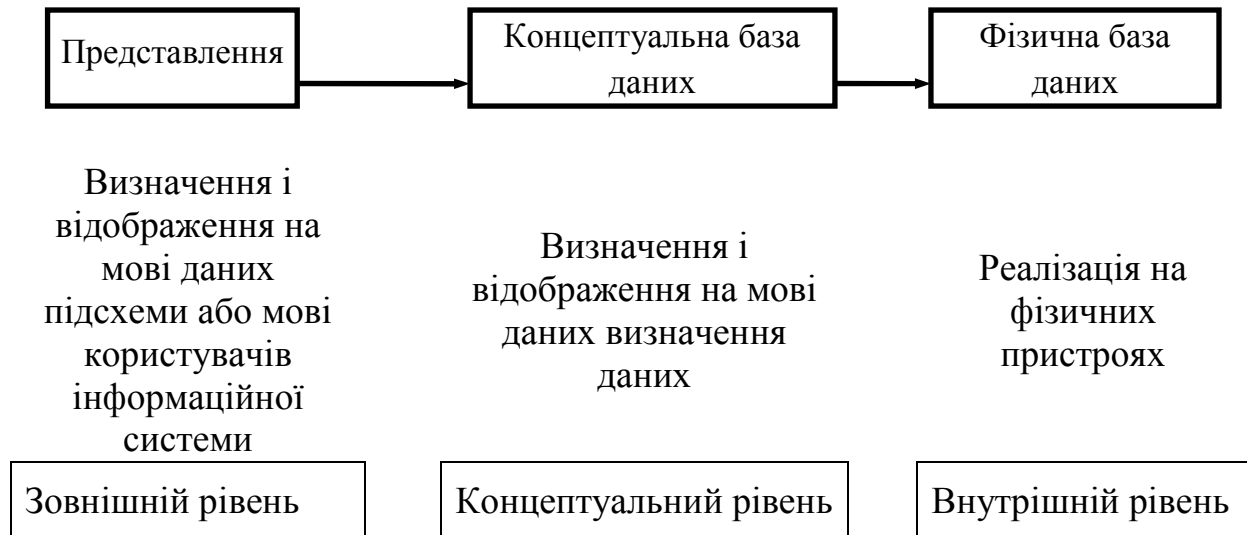 Представлення
Концептуальна база
даних
Фізична база
даних
Визначення і
відображення на
мові даних
підсхеми або мові
користувачів
інформаційної
системи
Визначення і
відображення на мові
даних визначення
даних
Реалізація на
фізичних
пристроях
Зовнішній рівень
Концептуальний рівень
Внутрішній рівень